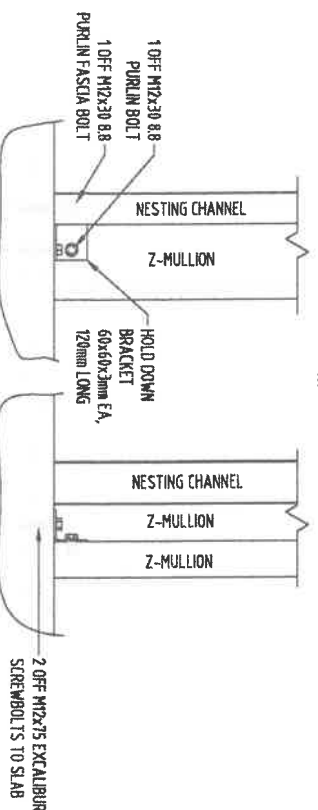 1 OFF M12x30 8.8
PURLIN BOLT
1 OFF M12x30 8.8
PURLIN FASCIA BOLT
NESTING CHANNEL
Z-MULLION
HOLD DOWN
BRACKET
60x60x3mm EA,
120mm LONG
NESTING CHANNEL
Z-MULLION
Z-MULLION
2 OFF M12x75 EXCALIBUR
SCREWBOLTS TO SLAB